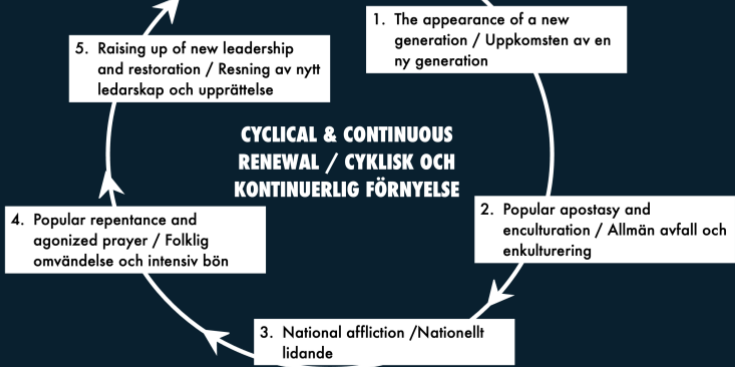 1. The appearance of a new
generation / Uppkomsten av en
ny generation
5. Raising up of new leadership
and restoration / Resning av nytt
ledarskap och upprättelse
CYCLICAL & CONTINUOUS
RENEWAL / CYKLISK OCH
KONTINUERLIG FÖRNYELSE
2. Popular apostasy and
enculturation / Allmän avfall och
enkulturering
4. Popular repentance and
agonized prayer / Folklig
omvändelse och intensiv bön
3. National affliction /Nationellt
lidande